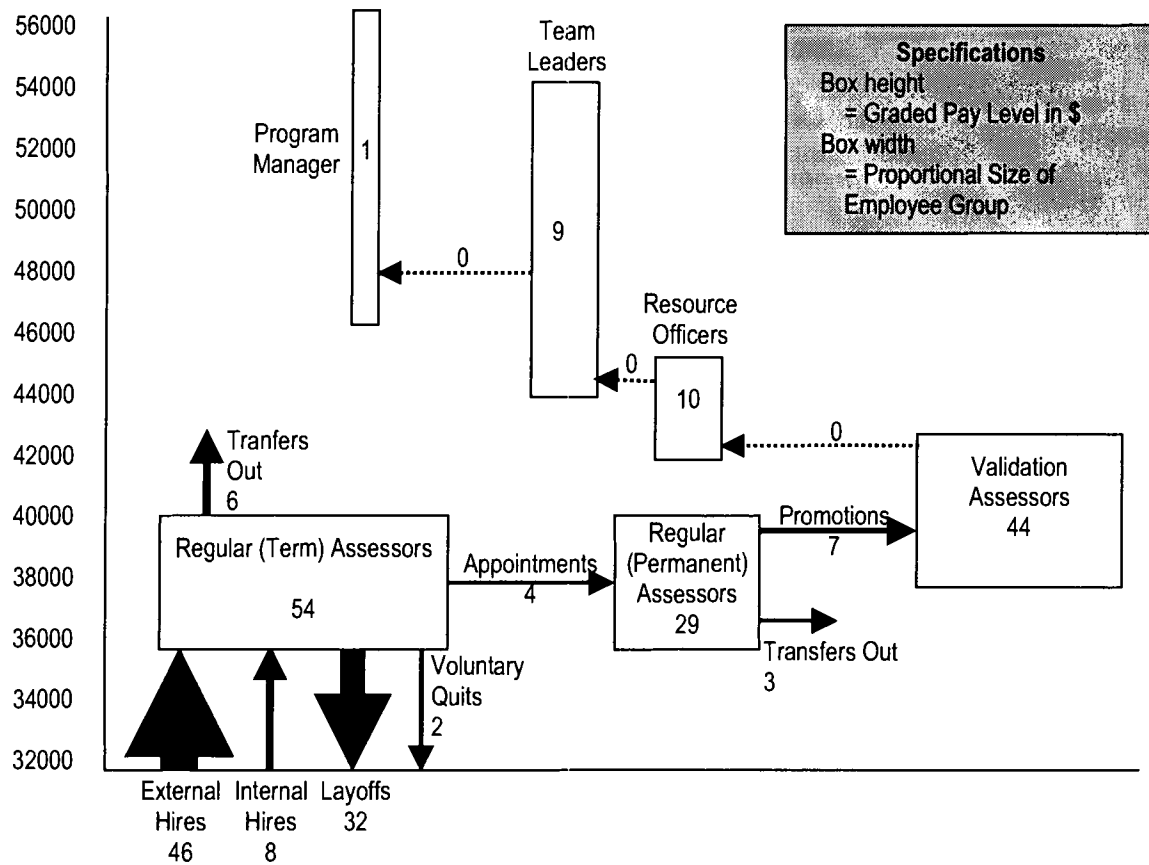 56000
54000
52000
50000
48000
46000
44000
42000
40000
38000
36000
34000
32000
Program
Manager
1
Team
Leaders
9
0
Specifications
Box height
= Graded Pay Level in $
Box width
= Proportional Size of
Employee Group
Resource
Officers
10
0
0
Validation
Assessors
44
Tranfers
Out
6
Regular (Term) Assessors
54
Appointments
4
Regular
(Permanent)
Assessors
29
Promotions
7
Transfers Out
3
Voluntary
Quits
2
External
Hires
46
Internal
Hires
8
Layoffs
32